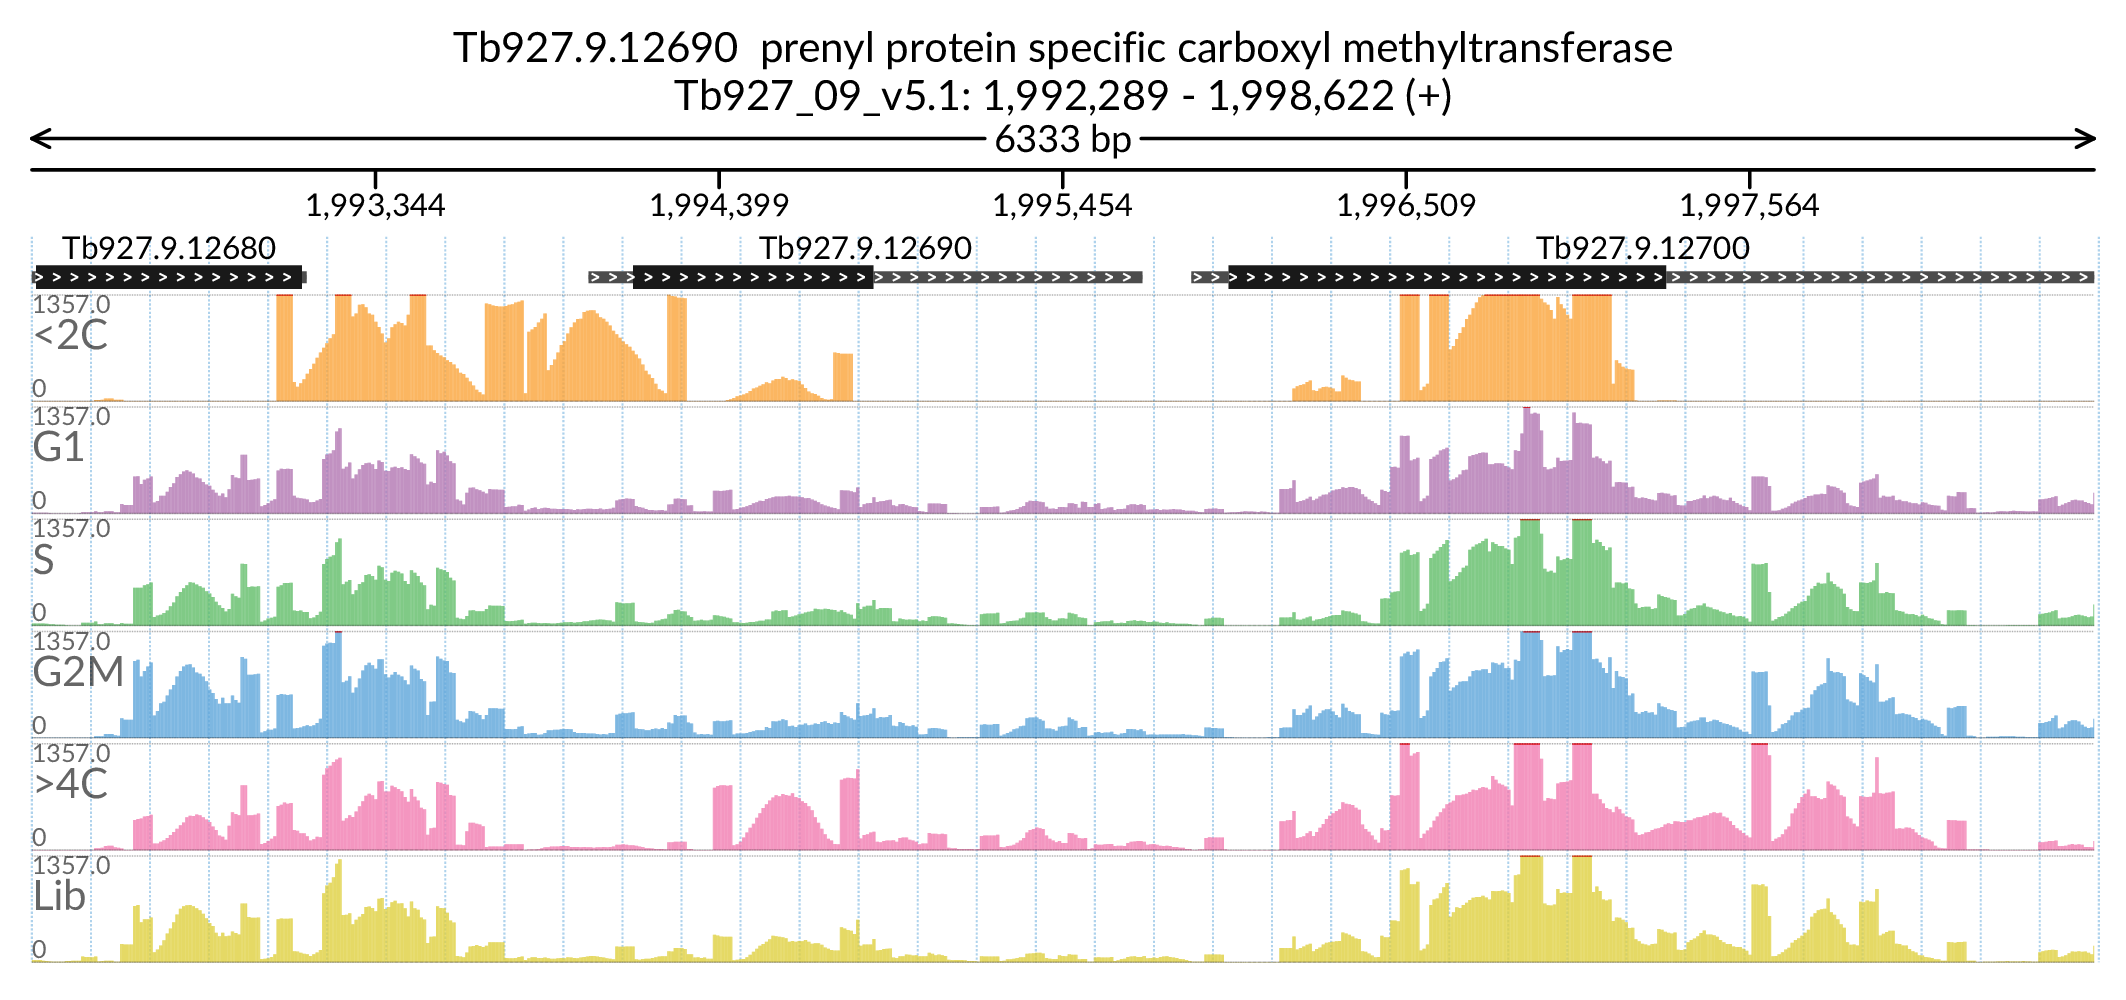 Tb927.9.12690  prenyl protein specific carboxyl methyltransferase
Tb927_09_v5.1: 1,992,289 - 1,998,622 (+)
6333 bp
1,993,344 1,994,399 1,995,454 1,996,509 1,997,564
Tb927.9.12680 Tb927.9.12690 Tb927.9.12700
1357.0
<2C
0
1357.0
G1
0
1357.0
S
0
1357.0
G2M
0
1357.0
>4C
0
1357.0
Lib
0